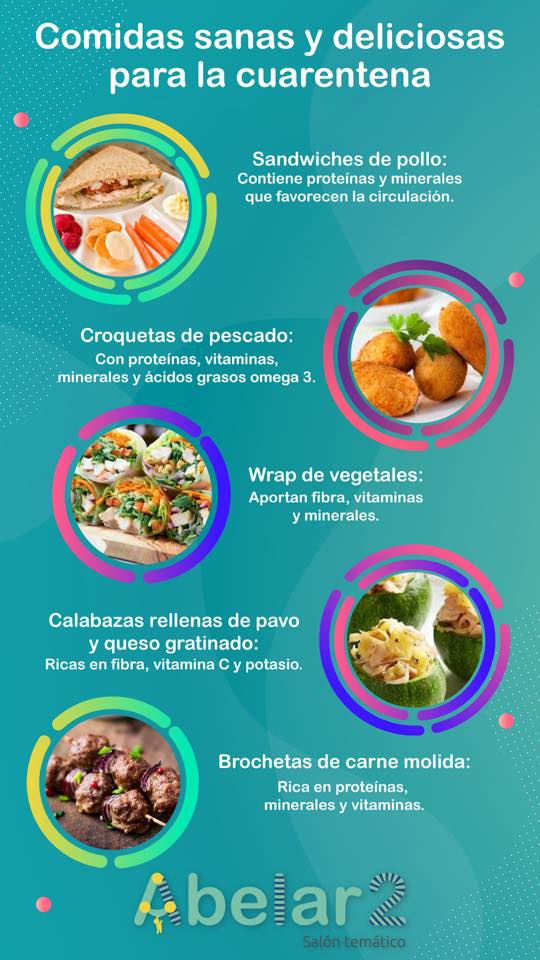 Comidas sanas y deliciosas
para la cuarentena
Sandwiches de pollo:
Contiene proteínas y minerales
que favorecen la circulación.
Croquetas de pescado:
Con proteínas, vitaminas,
minerales y ácidos grasos omega 3.
Wrap de vegetales:
Aportan fibra, vitaminas
y minerales.
Calabazas rellenas de pavo
y queso gratinado:
Ricas en fibra, vitamina C y potasio.
Brochetas de carne molida:
Rica en proteínas,
minerales y vitaminas.
Abelar2
Salón temático